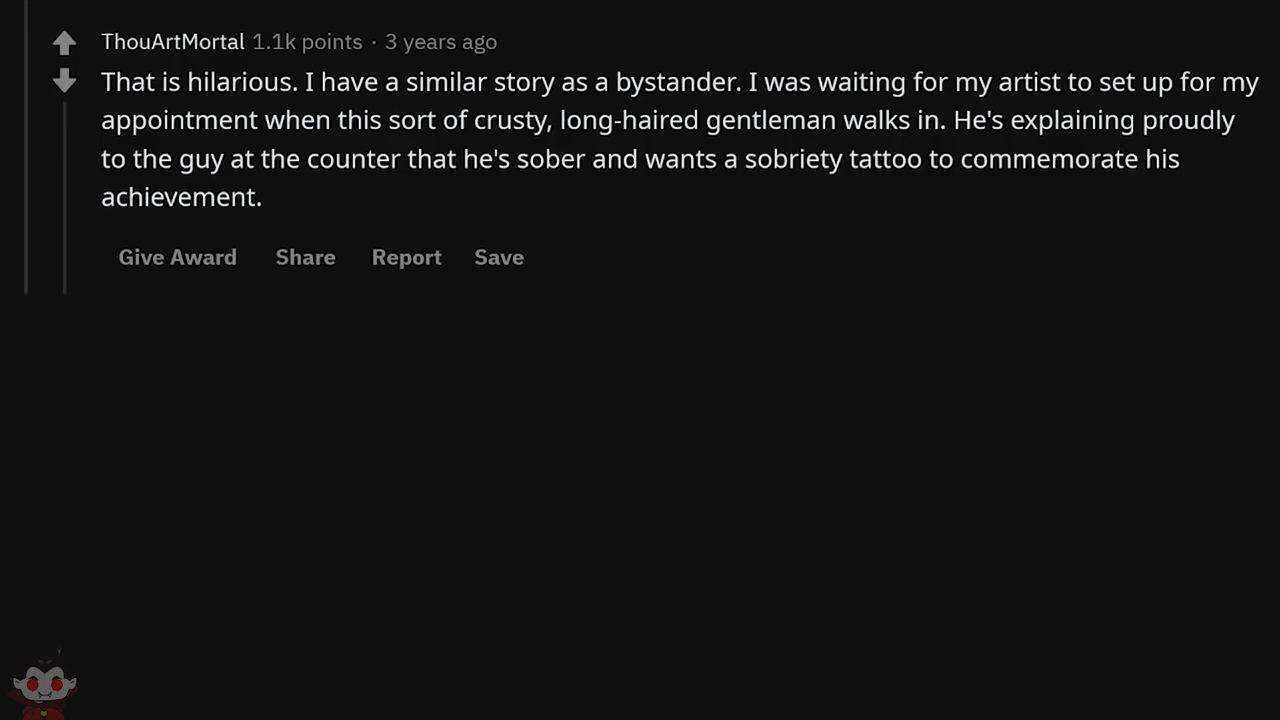 ThouArtMortal 1.1k points · 3 years ago
That is hilarious. I have a similar story as a bystander. I was waiting for my artist to set up for my
appointment when this sort of crusty, long-haired gentleman walks in. He's explaining proudly
to the guy at the counter that he's sober and wants a sobriety tattoo to commemorate his
achievement.
Give Award Share Report Save